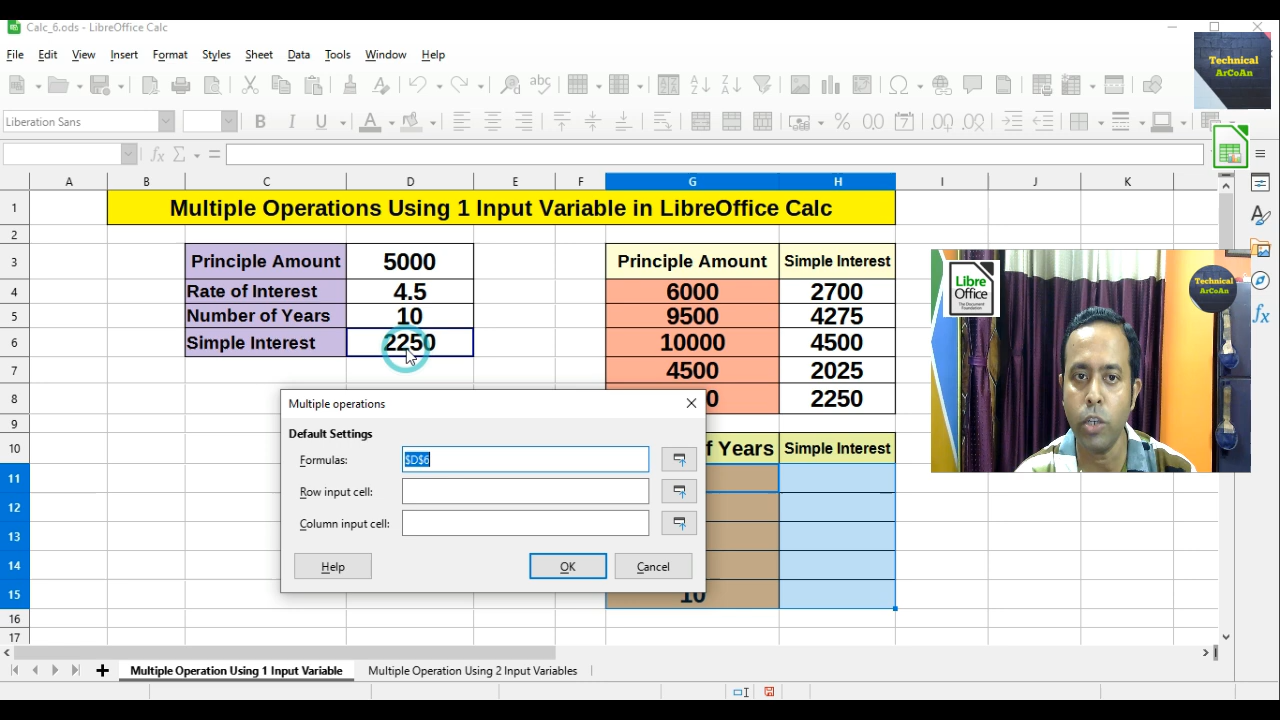 Calc_6.ods - LibreOffice Calc
File Edit View Insert Format Tools Styles Sheet Data Tools Window Help
Technical
ArCoAn
Liberation Sans
A B C D E F G H I J K
1 Multiple Operations Using 1 Input Variable in LibreOffice Calc
2
3 Principle Amount 5000 Principle Amount Simple Interest
4 Rate of Interest 4.5 6000 2700
5 Number of Years 10 9500 4275
6 Simple Interest 2250 10000 4500
7 4500 2025
8 2250
9
10 f Years Simple Interest
11
12
13
14
15 10
16
17
Libre
Office
The Document Foundation
Technical
ArCoAn
Multiple operations
Default Settings
Formulas: $D$6
Row input cell:
Column input cell:
Help OK Cancel
Multiple Operation Using 1 Input Variable Multiple Operation Using 2 Input Variables